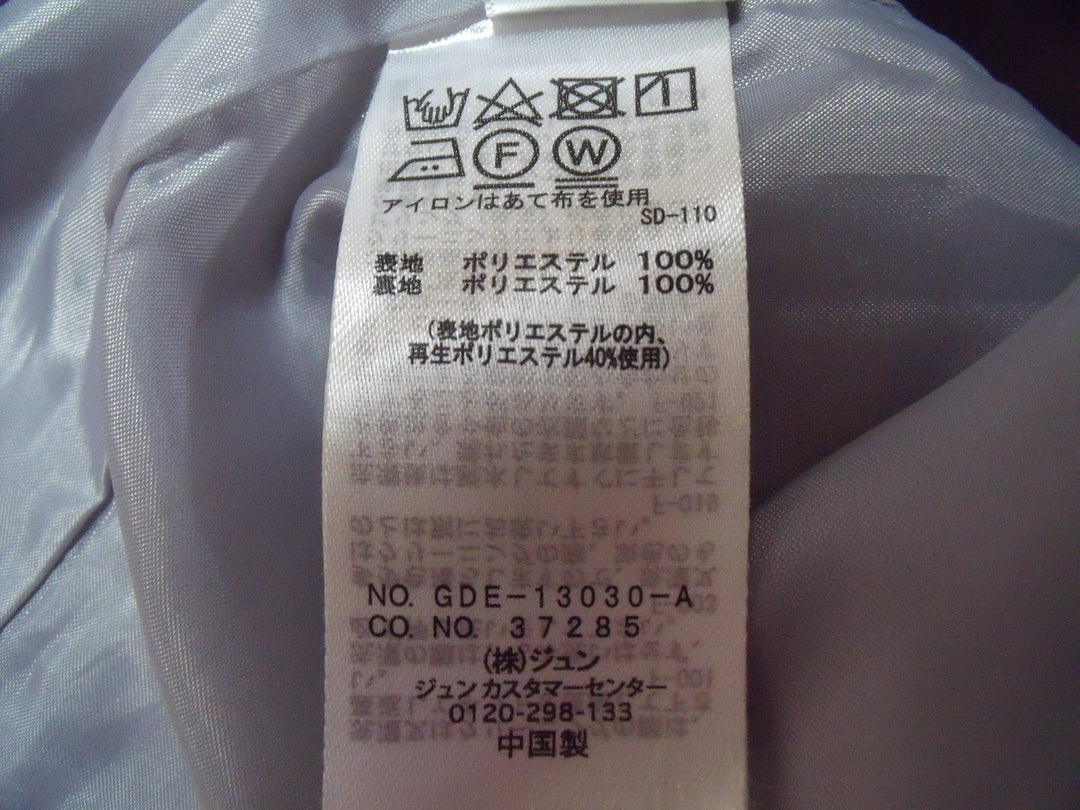 F
W
アイロンはあて布を使用
SD-110
表地 ポリエステル 100%
裏地 ポリエステル 100%
(表地ポリエステルの内、
再生ポリエステル40%使用)
NO. GDE-13030-A
CO. NO. 37285
(株)ジュン
ジュン カスタマーセンター
0120-298-133
中国製